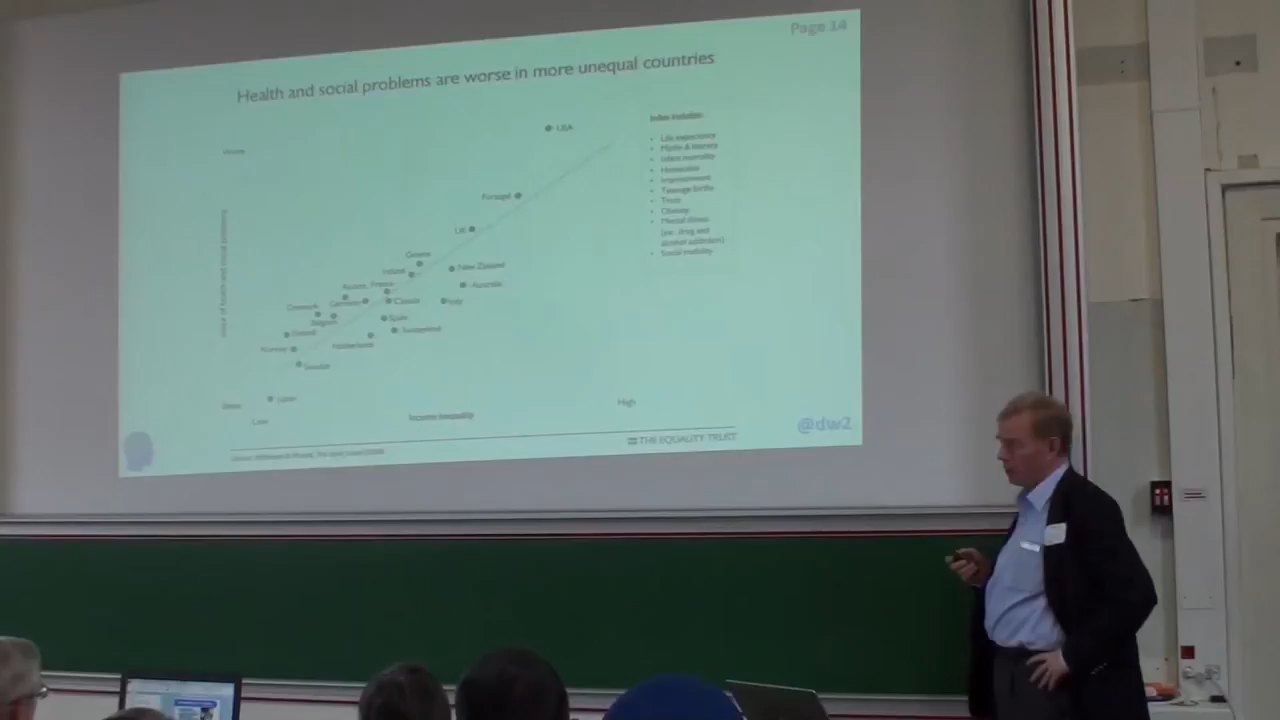 Page 14
Health and social problems are worse in more unequal countries
Index includes:
• Life expectancy
• Maths & literacy
• Infant mortality
• Homicides
• Imprisonment
• Teenage births
• Trust
• Obesity
• Mental illness
(inc. drug and
alcohol addiction)
• Social mobility
Worse
USA
Portugal
UK
Greece
Ireland
New Zealand
Austria
France
Australia
Germany
Canada
Italy
Denmark
Belgium
Spain
Finland
Switzerland
Norway
Netherlands
Sweden
Japan
Better
Low
Income inequality
High
@dw2
THE EQUALITY TRUST